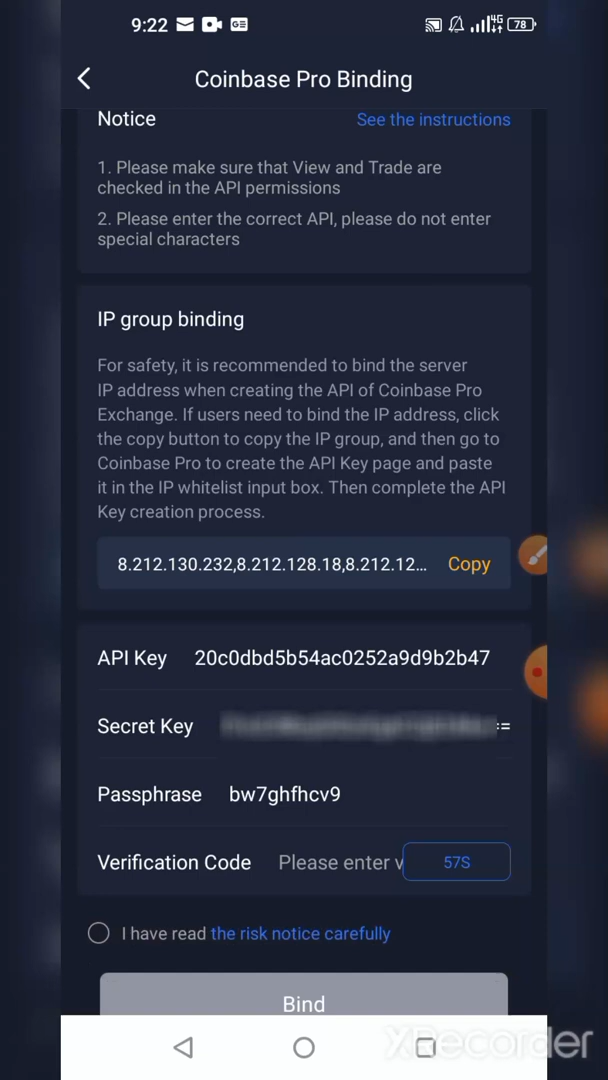 9:22
4G
78
Coinbase Pro Binding
Notice
See the instructions
1. Please make sure that View and Trade are
checked in the API permissions
2. Please enter the correct API, please do not enter
special characters
IP group binding
For safety, it is recommended to bind the server
IP address when creating the API of Coinbase Pro
Exchange. If users need to bind the IP address, click
the copy button to copy the IP group, and then go to
Coinbase Pro to create the API Key page and paste
it in the IP whitelist input box. Then complete the API
Key creation process.
8.212.130.232,8.212.128.18,8.212.12... Copy
API Key 20c0dbd5b54ac0252a9d9b2b47
Secret Key =
Passphrase bw7ghfhcv9
Verification Code Please enter v 57S
I have read the risk notice carefully
Bind
XRecorder